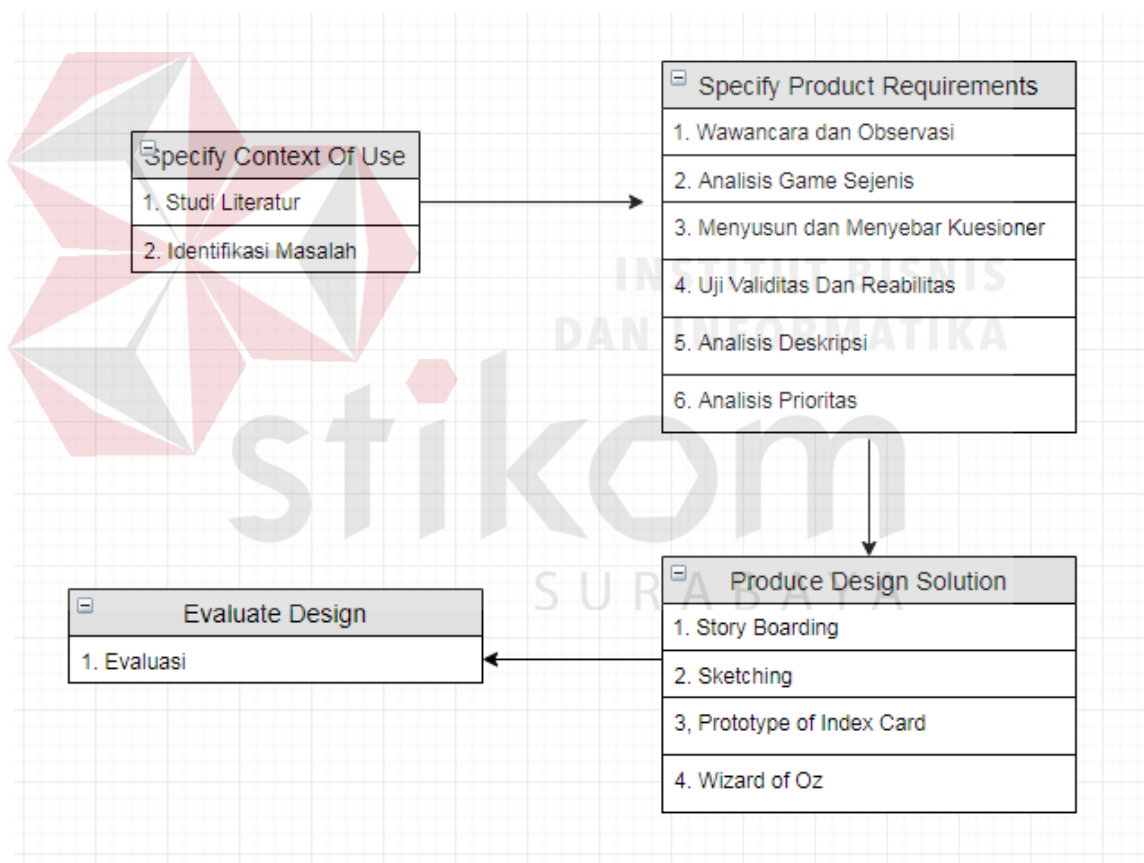 Specify Context Of Use
1. Studi Literatur
2. Identifikasi Masalah
Specify Product Requirements
1. Wawancara dan Observasi
2. Analisis Game Sejenis
3. Menyusun dan Menyebar Kuesioner
4. Uji Validitas Dan Reabilitas
5. Analisis Deskripsi
6. Analisis Prioritas
INSTITUT BISNIS
DAN INFORMATIKA
stikom
SURABAYA
Produce Design Solution
1. Story Boarding
2. Sketching
3, Prototype of Index Card
4. Wizard of Oz
Evaluate Design
1. Evaluasi